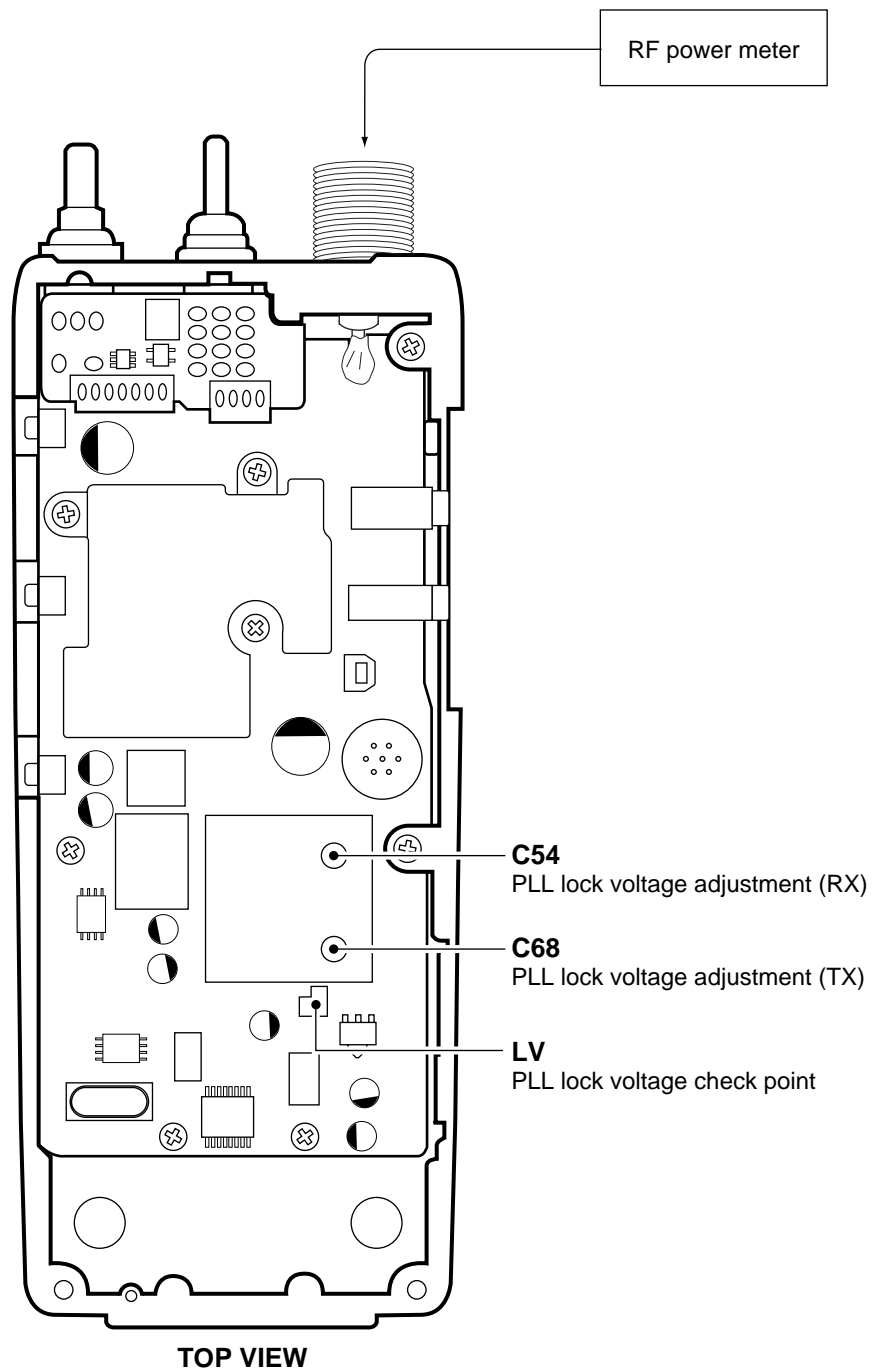 RF power meter
C54
PLL lock voltage adjustment (RX)
C68
PLL lock voltage adjustment (TX)
LV
PLL lock voltage check point
TOP VIEW